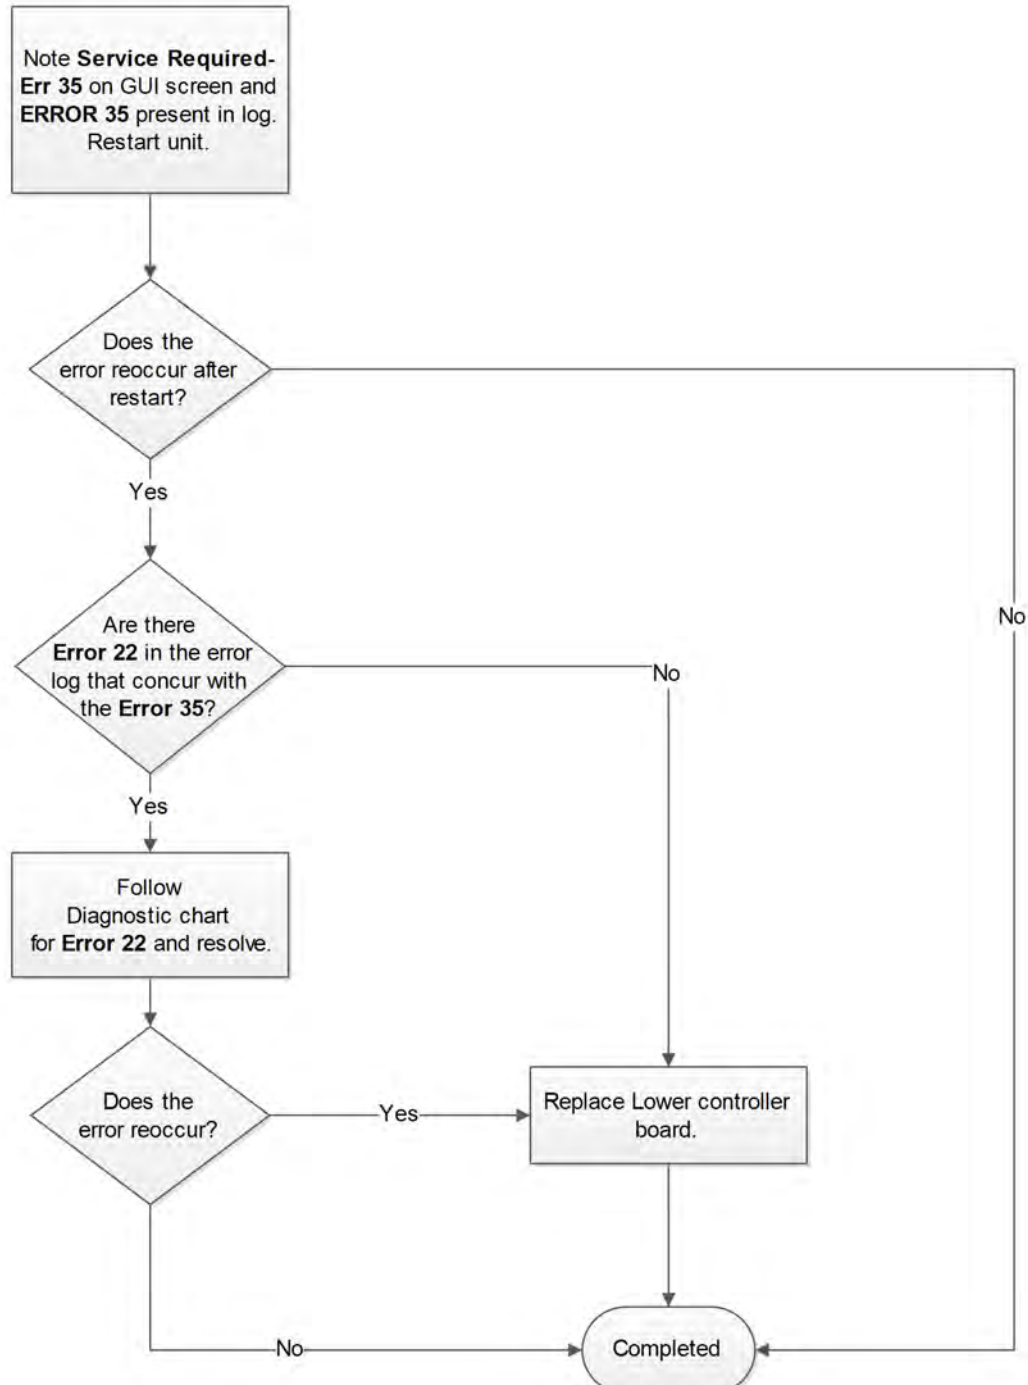 Note Service Required-
Err 35 on GUI screen and
ERROR 35 present in log.
Restart unit.
Does the
error reoccur after
restart?
Yes
No
Are there
Error 22 in the error
log that concur with
the Error 35?
No
Yes
Follow
Diagnostic chart
for Error 22 and resolve.
Does the
error reoccur?
Yes
Replace Lower controller
board.
No
Completed